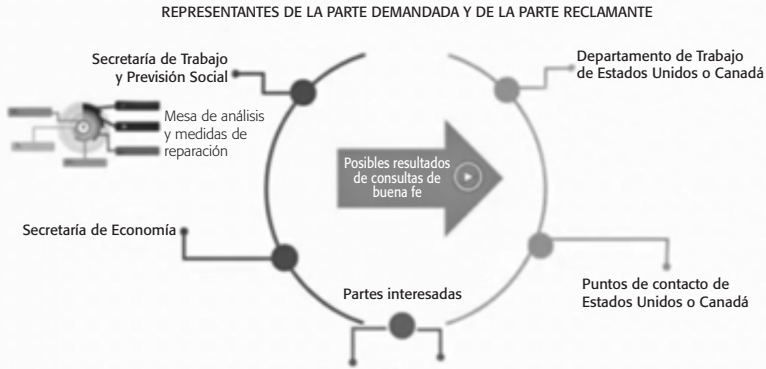 REPRESENTANTES DE LA PARTE DEMANDADA Y DE LA PARTE RECLAMANTE
Secretaría de Trabajo
y Previsión Social
Mesa de análisis
y medidas de
reparación
Secretaría de Economía
Posibles resultados
de consultas de
buena fe
Partes interesadas
Departamento de Trabajo
de Estados Unidos o Canadá
Puntos de contacto de
Estados Unidos o Canadá